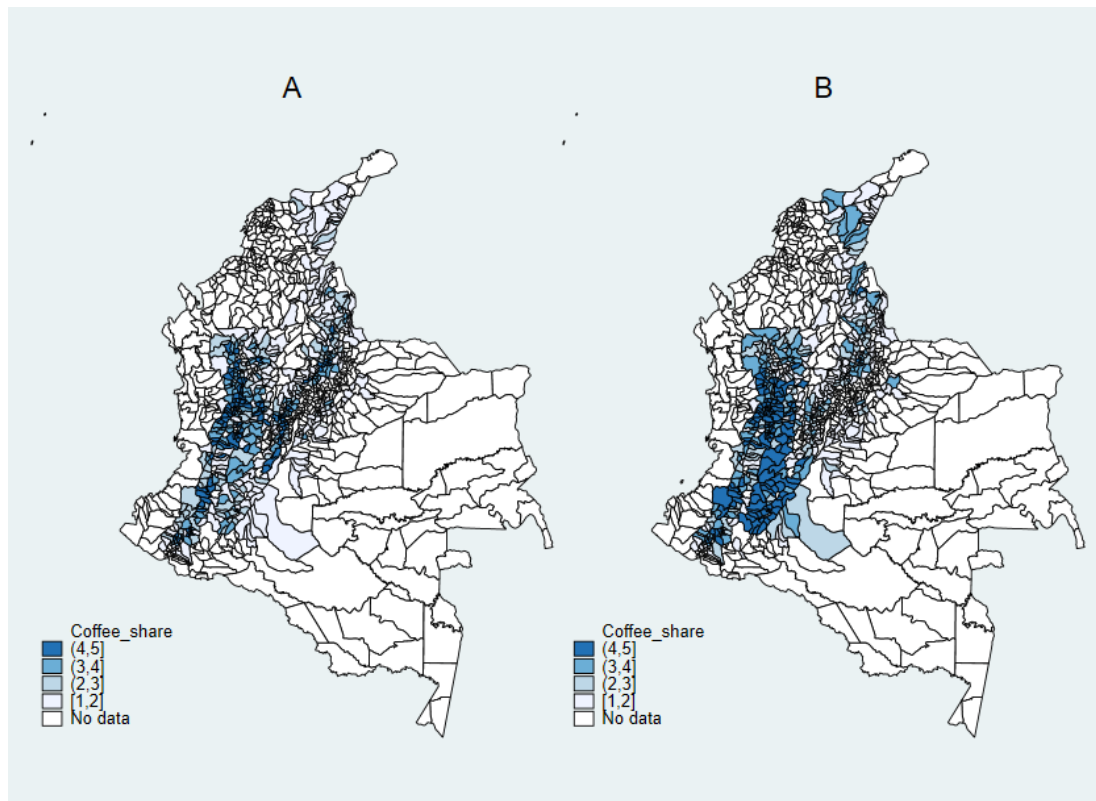 A
B
Coffee_share
(4,5]
(3,4]
(2,3]
[1,2]
No data
Coffee_share
(4,5]
(3,4]
(2,3]
[1,2]
No data